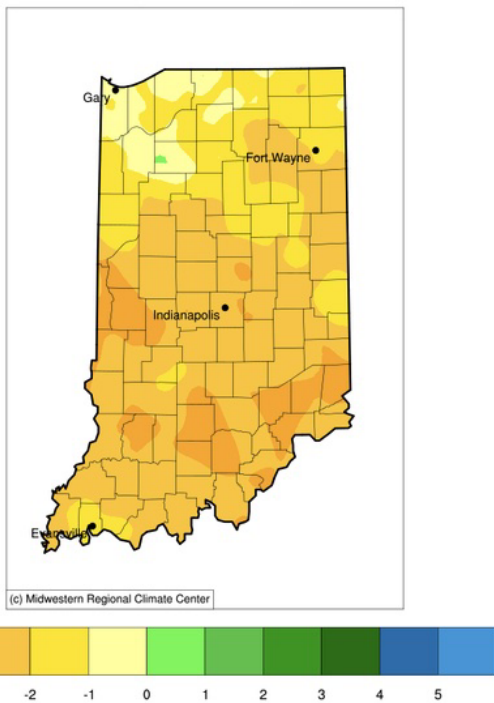 Gary
Fort Wayne
Indianapolis
Evansville
(c) Midwestern Regional Climate Center
-2 -1 0 1 2 3 4 5